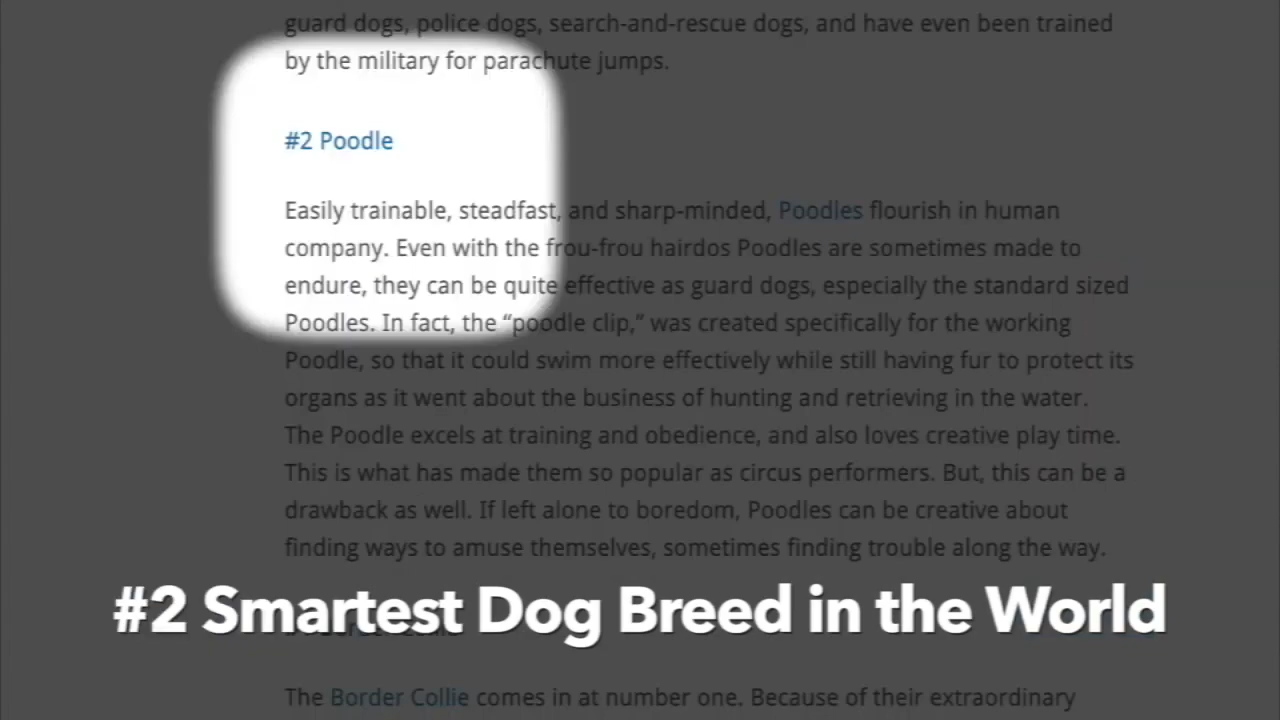 guard dogs, police dogs, search-and-rescue dogs, and have even been trained
by the military for parachute jumps.
#2 Poodle
Easily trainable, steadfast, and sharp-minded, Poodles flourish in human
company. Even with the frou-frou hairdos Poodles are sometimes made to
endure, they can be quite effective as guard dogs, especially the standard sized
Poodles. In fact, the “poodle clip,” was created specifically for the working
Poodle, so that it could swim more effectively while still having fur to protect its
organs as it went about the business of hunting and retrieving in the water.
The Poodle excels at training and obedience, and also loves creative play time.
This is what has made them so popular as circus performers. But, this can be a
drawback as well. If left alone to boredom, Poodles can be creative about
finding ways to amuse themselves, sometimes finding trouble along the way.
#2 Smartest Dog Breed in the World
The Border Collie comes in at number one. Because of their extraordinary